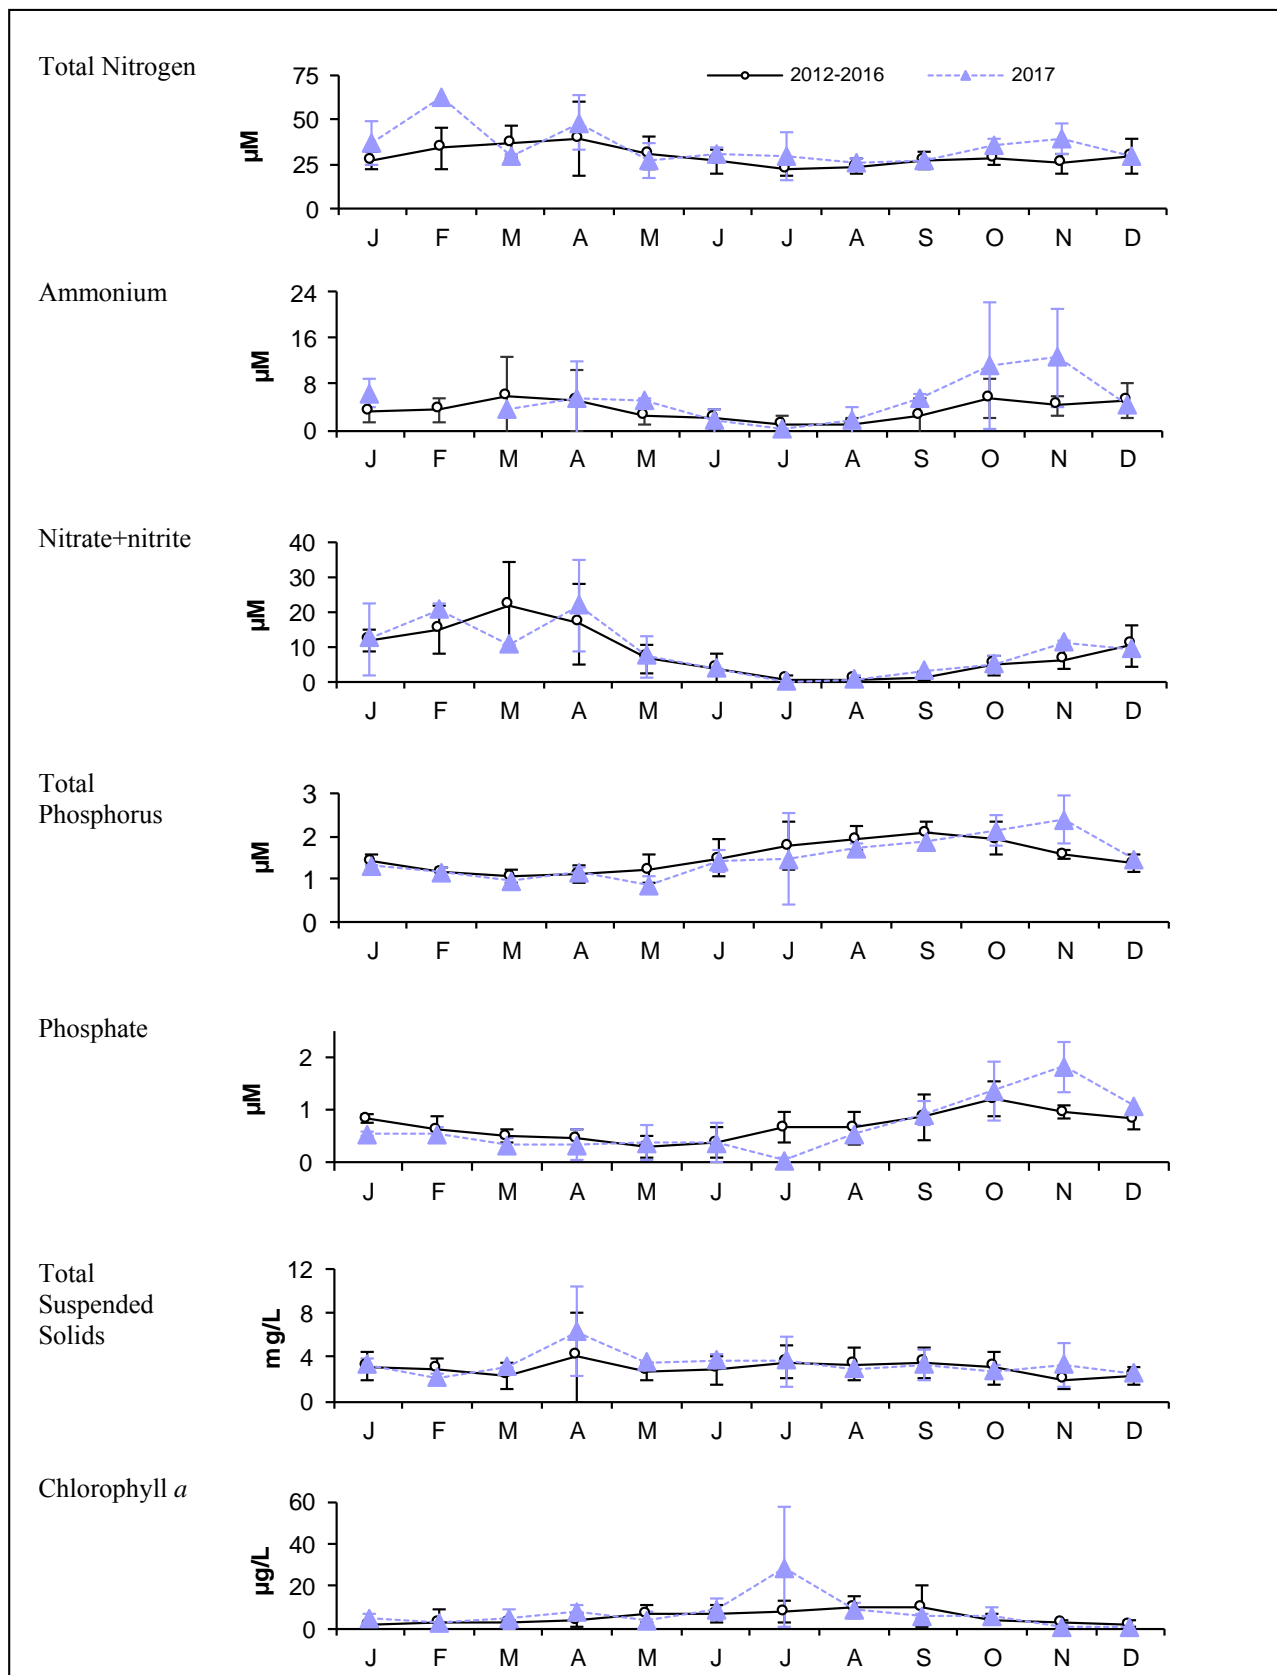 Total Nitrogen
2012-2016
2017
µM
75
50
25
0
J F M A M J J A S O N D
Ammonium
µM
24
16
8
0
J F M A M J J A S O N D
Nitrate+nitrite
µM
40
30
20
10
0
J F M A M J J A S O N D
Total
Phosphorus
µM
3
2
1
0
J F M A M J J A S O N D
Phosphate
µM
2
1
0
J F M A M J J A S O N D
Total
Suspended
Solids
mg/L
12
8
4
0
J F M A M J J A S O N D
Chlorophyll a
µg/L
60
40
20
0
J F M A M J J A S O N D